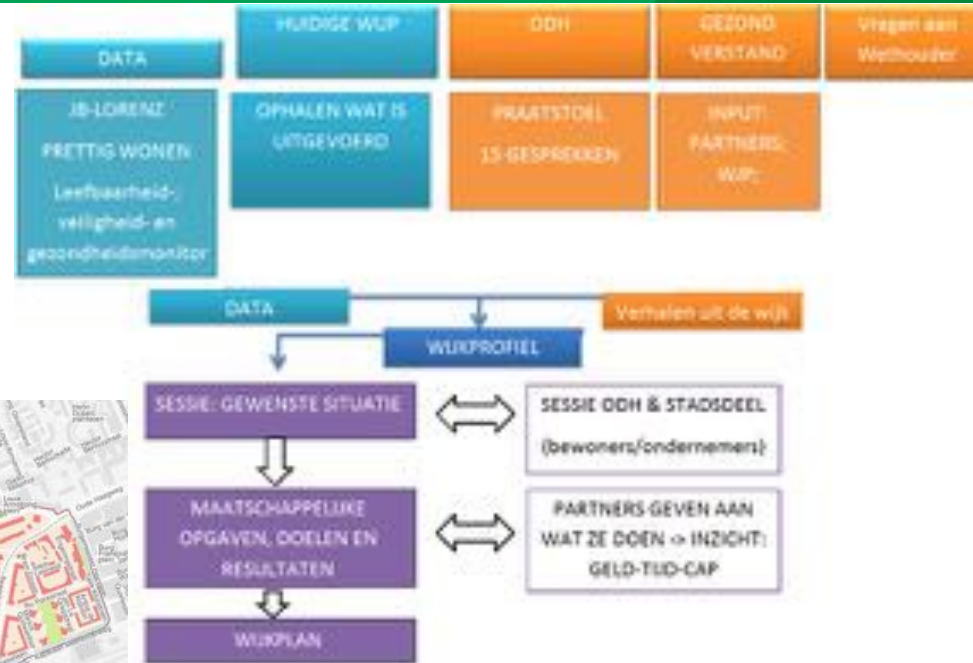 DATA
HUIDIGE WIJP
ODH
GEZOND
VERSTAND
Vragen aan
Wethouder
JB-LORENZ
PRETTIG WONEN
Leefbaarheid-,
veiligheid- en
gezondheidsmonitor
OPHALEN WAT IS
UITGEVOERD
PRAATSTOEL
15 GESPREKKEN
INPUT:
PARTNERS;
WIJP;
DATA
Verhalen uit de wijk
WIJKPROFIEL
SESSIE: GEWENSTE SITUATIE
SESSIE ODH & STADSDEEL
(bewoners/ondernemers)
MAATSCHAPPELIJKE
OPGAVEN, DOELEN EN
RESULTATEN
PARTNERS GEVEN AAN
WAT ZE DOEN -> INZICHT:
GELD-TIJD-CAP
WIJKPLAN